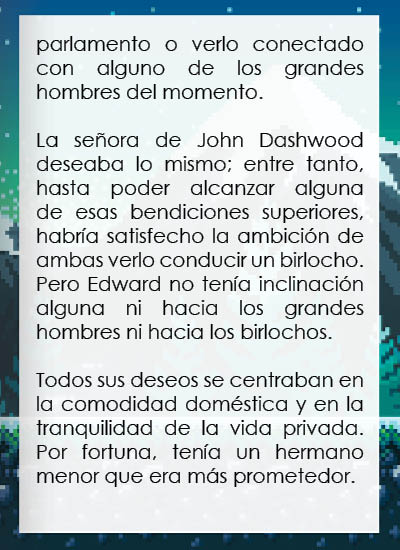 parlamento o verlo conectado
con alguno de los grandes
hombres del momento.
La señora de John Dashwood
deseaba lo mismo; entre tanto,
hasta poder alcanzar alguna
de esas bendiciones superiores,
habría satisfecho la ambición de
ambas verlo conducir un birlocho.
Pero Edward no tenía inclinación
alguna ni hacia los grandes
hombres ni hacia los birlochos.
Todos sus deseos se centraban en
la comodidad doméstica y en la
tranquilidad de la vida privada.
Por fortuna, tenía un hermano
menor que era más prometedor.